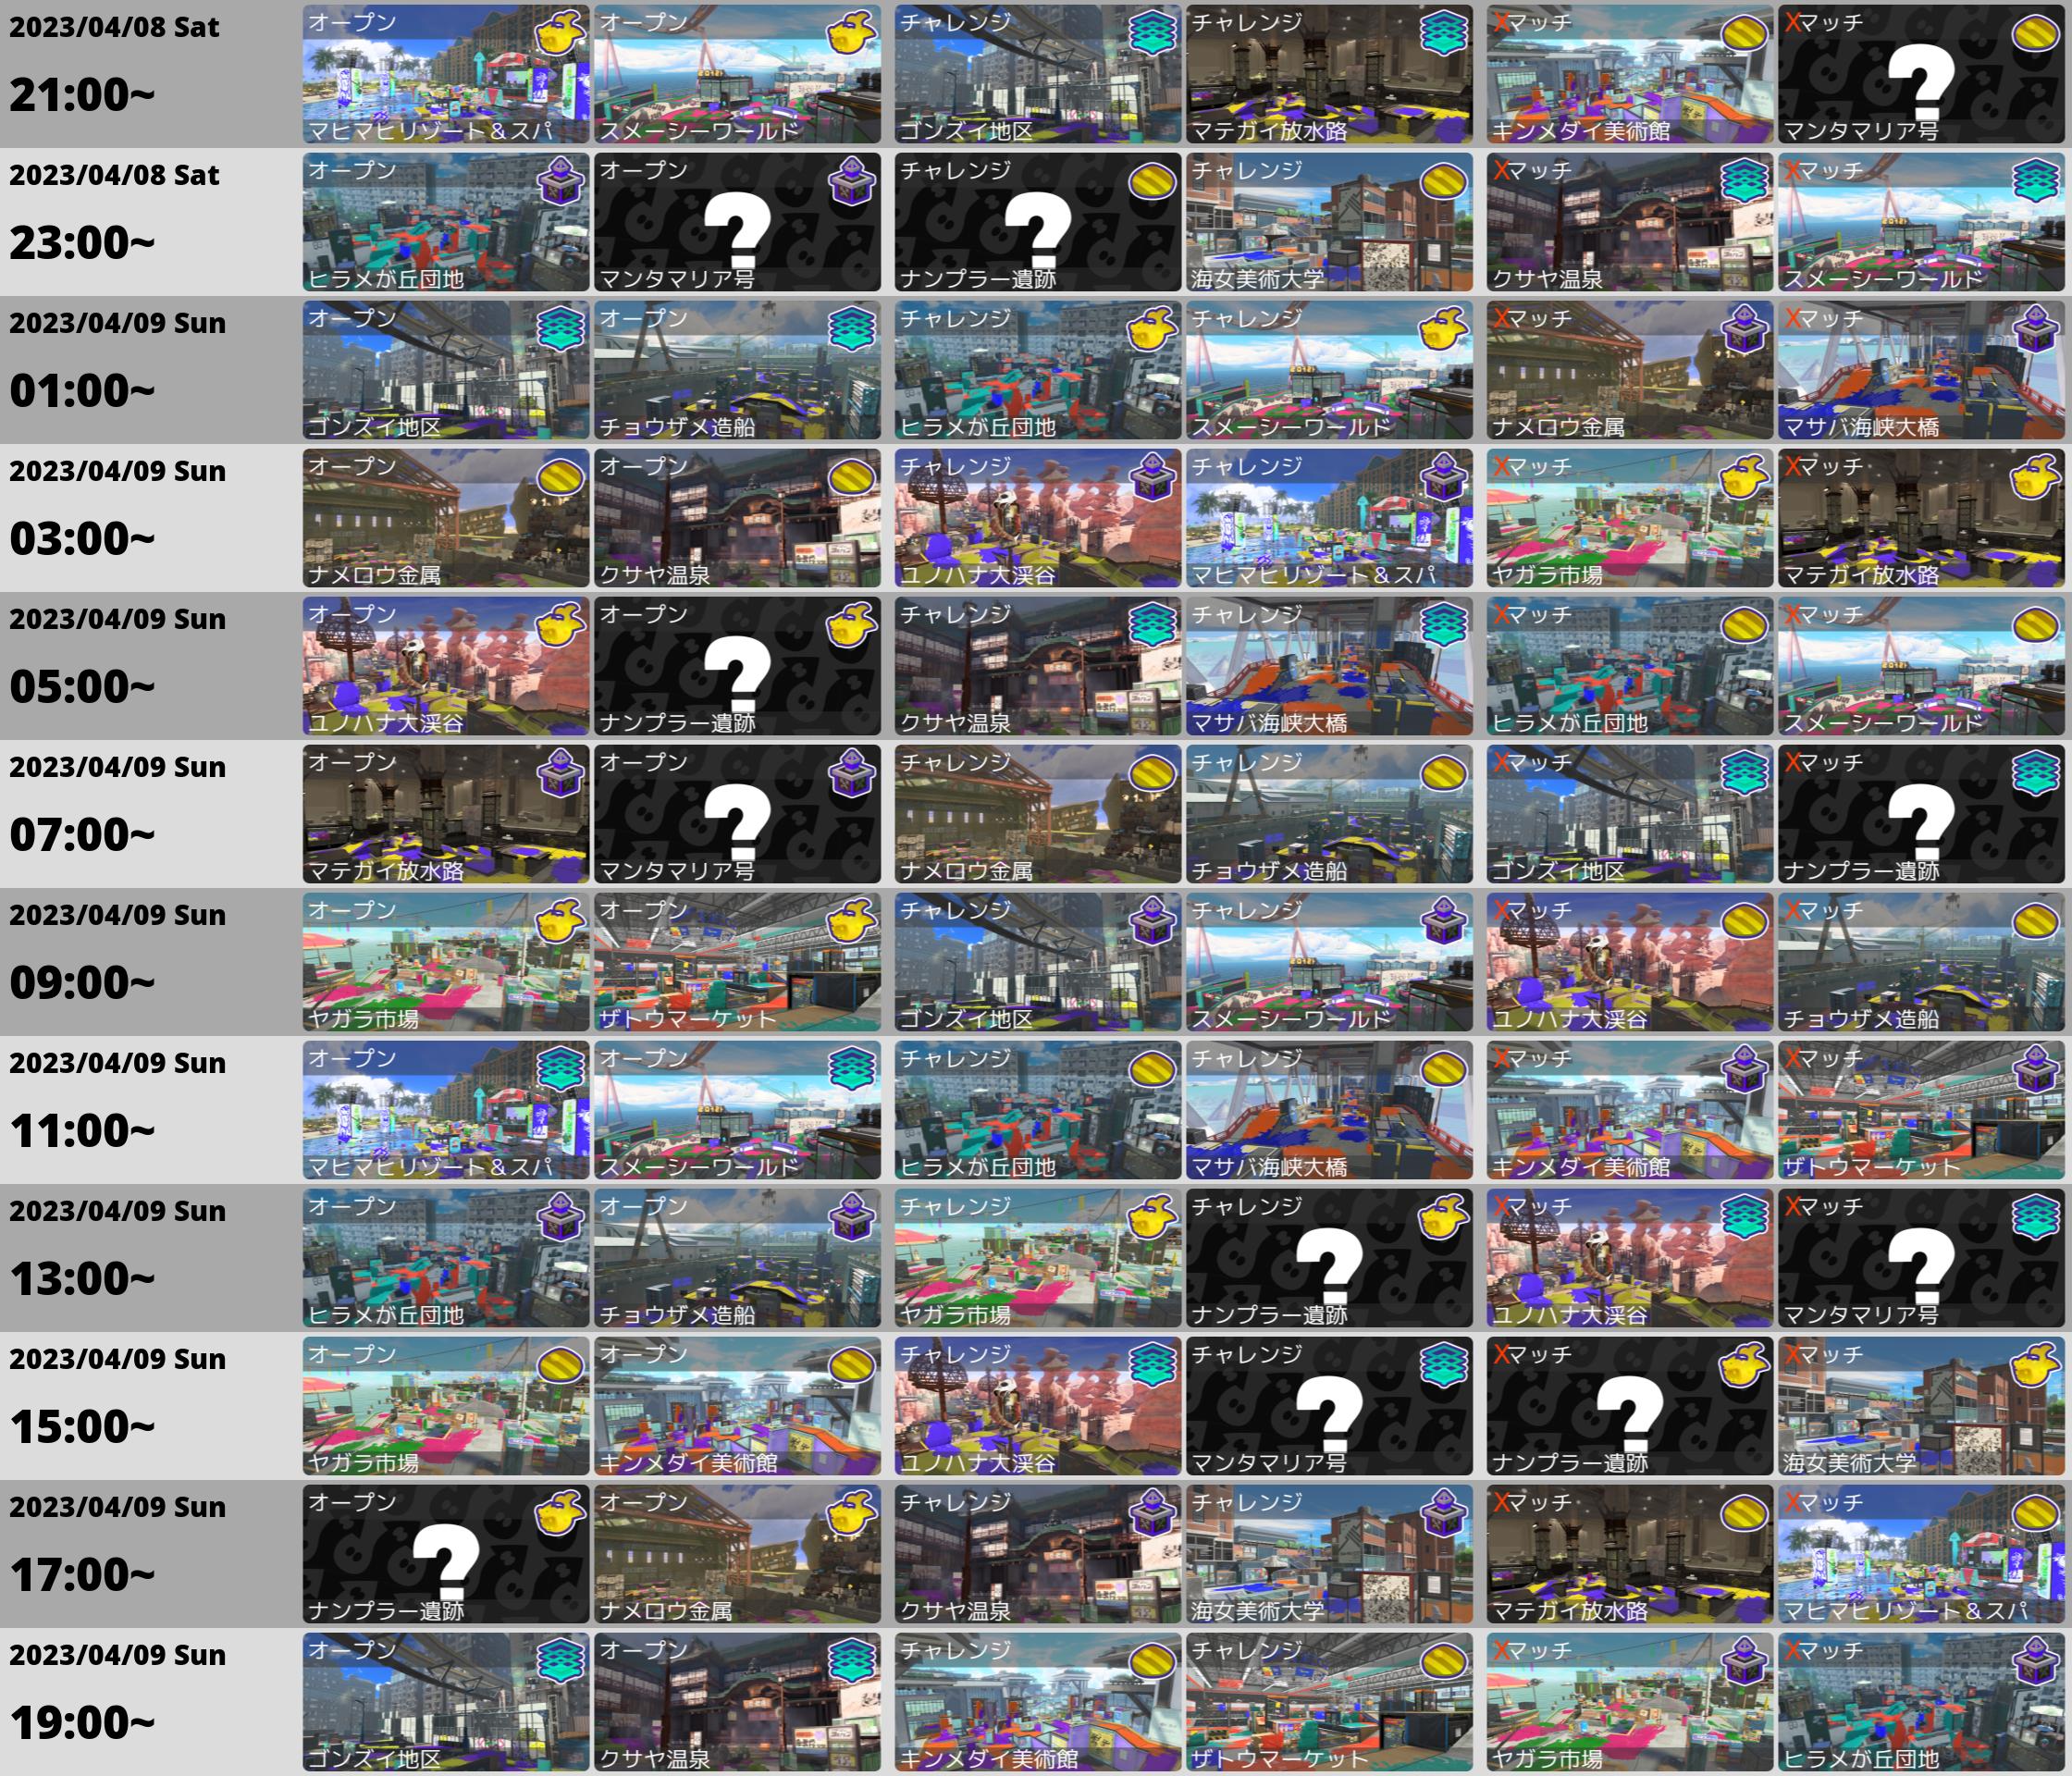 2023/04/08 Sat
21:00~
オープン オープン チャレンジ チャレンジ Xマッチ Xマッチ
マヒマヒリゾート＆スパ スメーシーワールド ゴンズイ地区 マテガイ放水路 キンメダイ美術館 マンタマリア号
2023/04/08 Sat
23:00~
オープン オープン チャレンジ チャレンジ Xマッチ Xマッチ
ヒラメが丘団地 マンタマリア号 ナンプラー遺跡 海女美術大学 クサヤ温泉 スメーシーワールド
2023/04/09 Sun
01:00~
オープン オープン チャレンジ チャレンジ Xマッチ Xマッチ
ゴンズイ地区 チョウザメ造船 ヒラメが丘団地 スメーシーワールド ナメロウ金属 マサバ海峡大橋
2023/04/09 Sun
03:00~
オープン オープン チャレンジ チャレンジ Xマッチ Xマッチ
ナメロウ金属 クサヤ温泉 ユノハナ大渓谷 マヒマヒリゾート＆スパ ヤガラ市場 マテガイ放水路
2023/04/09 Sun
05:00~
オープン オープン チャレンジ チャレンジ Xマッチ Xマッチ
ユノハナ大渓谷 ナンプラー遺跡 クサヤ温泉 マサバ海峡大橋 ヒラメが丘団地 スメーシーワールド
2023/04/09 Sun
07:00~
オープン オープン チャレンジ チャレンジ Xマッチ Xマッチ
マテガイ放水路 マンタマリア号 ナメロウ金属 チョウザメ造船 ゴンズイ地区 ナンプラー遺跡
2023/04/09 Sun
09:00~
オープン オープン チャレンジ チャレンジ Xマッチ Xマッチ
ヤガラ市場 ザトウマーケット ゴンズイ地区 スメーシーワールド ユノハナ大渓谷 チョウザメ造船
2023/04/09 Sun
11:00~
オープン オープン チャレンジ チャレンジ Xマッチ Xマッチ
マヒマヒリゾート＆スパ スメーシーワールド ヒラメが丘団地 マサバ海峡大橋 キンメダイ美術館 ザトウマーケット
2023/04/09 Sun
13:00~
オープン オープン チャレンジ チャレンジ Xマッチ Xマッチ
ヒラメが丘団地 チョウザメ造船 ヤガラ市場 ナンプラー遺跡 ユノハナ大渓谷 マンタマリア号
2023/04/09 Sun
15:00~
オープン オープン チャレンジ チャレンジ Xマッチ Xマッチ
ヤガラ市場 キンメダイ美術館 ユノハナ大渓谷 マンタマリア号 ナンプラー遺跡 海女美術大学
2023/04/09 Sun
17:00~
オープン オープン チャレンジ チャレンジ Xマッチ Xマッチ
ナンプラー遺跡 ナメロウ金属 クサヤ温泉 海女美術大学 マテガイ放水路 マヒマヒリゾート＆スパ
2023/04/09 Sun
19:00~
オープン オープン チャレンジ チャレンジ Xマッチ Xマッチ
ゴンズイ地区 クサヤ温泉 キンメダイ美術館 ザトウマーケット ヤガラ市場 ヒラメが丘団地